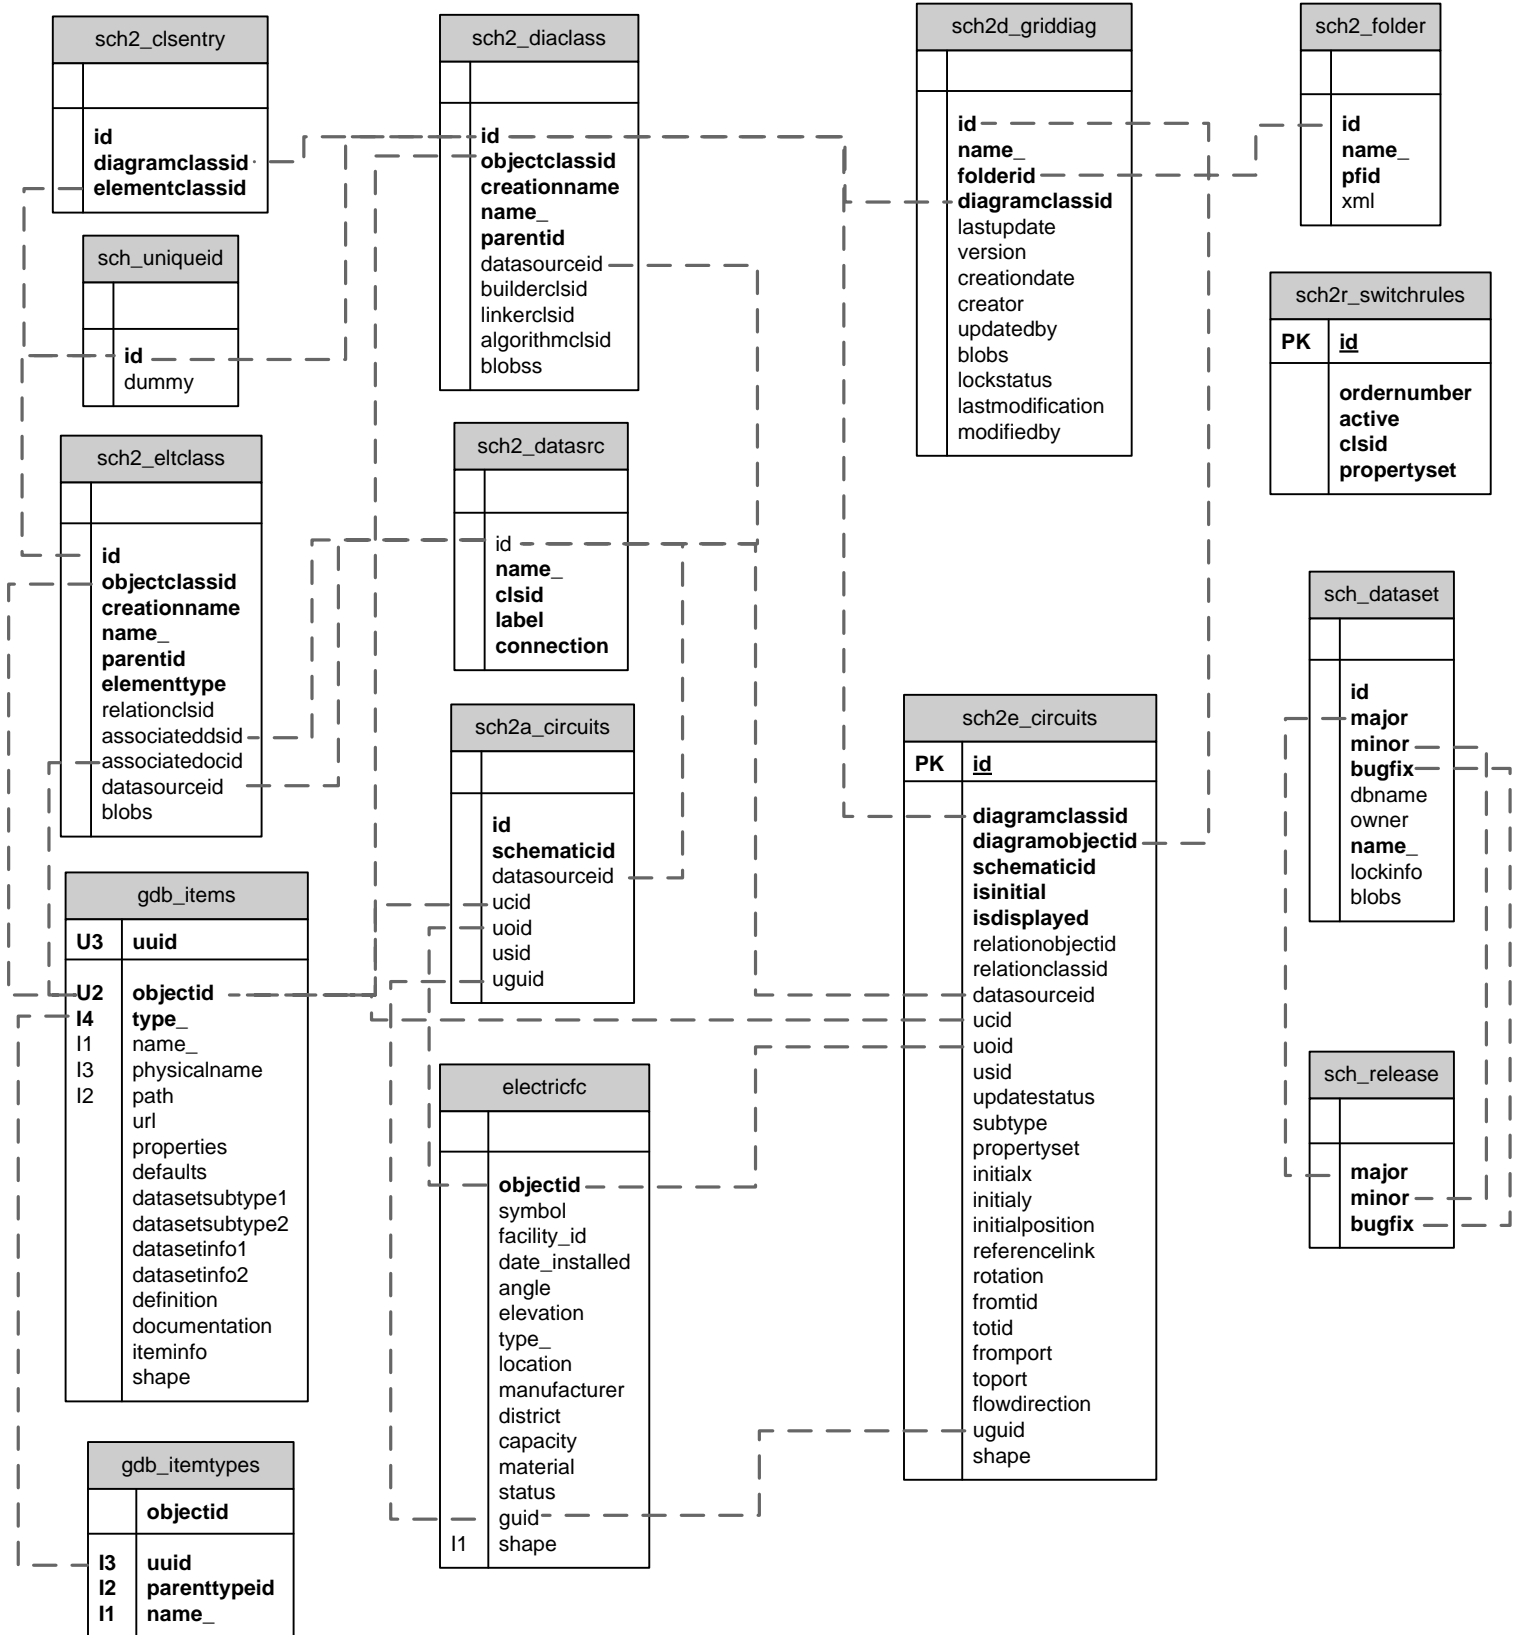 sch2_clsentry
id
diagramclassid
elementclassid
sch_uniqueid
id
dummy
sch2_eltclass
id
objectclassid
creationname
name_
parentid
elementtype
relationclsid
associateddsid
associatedocid
datasourceid
blobs
gdb_items
U3 uuid
U2 objectid
I4 type_
I1 name_
I3 physicalname
I2 path
url
properties
defaults
datasetsubtype1
datasetsubtype2
datasetinfo1
datasetinfo2
definition
documentation
iteminfo
shape
gdb_itemtypes
objectid
I3 uuid
I2 parenttypeid
I1 name_
sch2_diaclass
id
objectclassid
creationname
name_
parentid
datasourceid
builderclsid
linkerclsid
algorithmclsid
blobss
sch2_datasrc
id
name_
clsid
label
connection
sch2a_circuits
id
schematicid
datasourceid
ucid
uoid
usid
uguid
electricfc
objectid
symbol
facility_id
date_installed
angle
elevation
type_
location
manufacturer
district
capacity
material
status
guid
I1 shape
sch2d_griddiag
id
name_
folderid
diagramclassid
lastupdate
version
creationdate
creator
updatedby
blobs
lockstatus
lastmodification
modifiedby
sch2e_circuits
PK id
diagramclassid
diagramobjectid
schematicid
isinitial
isdisplayed
relationobjectid
relationclassid
datasourceid
ucid
uoid
usid
updatestatus
subtype
propertyset
initialx
initialy
initialposition
referencelink
rotation
fromtid
totid
fromport
toport
flowdirection
uguid
shape
sch2_folder
id
name_
pfid
xml
sch2r_switchrules
PK id
ordernumber
active
clsid
propertyset
sch_dataset
id
major
minor
bugfix
dbname
owner
name_
lockinfo
blobs
sch_release
major
minor
bugfix